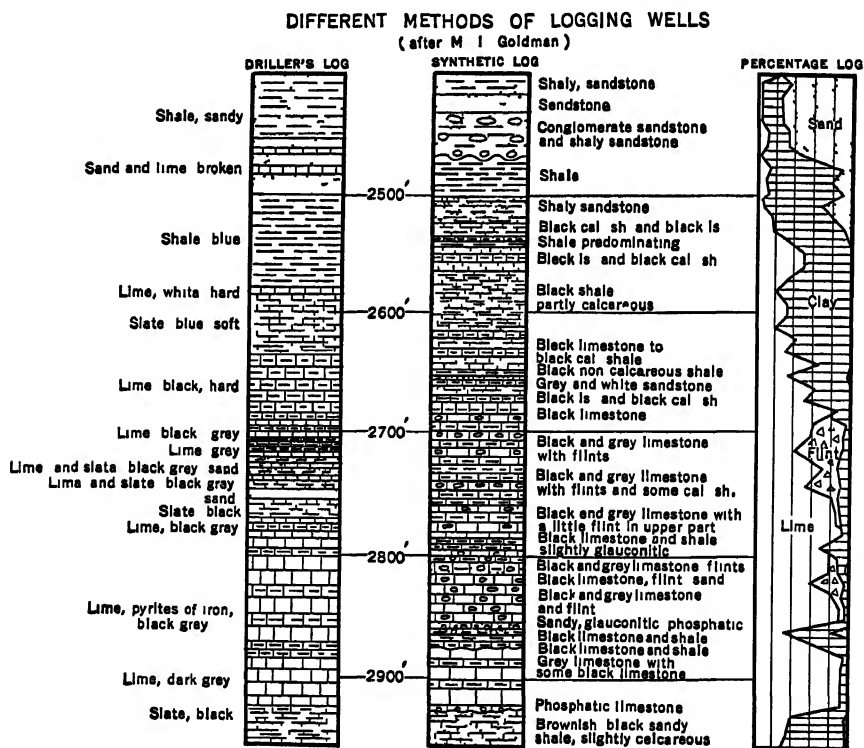 DIFFERENT METHODS OF LOGGING WELLS
(after M I Goldman)
DRILLER'S LOG
SYNTHETIC LOG
PERCENTAGE LOG
Shale, sandy
Sand and lime broken
Shale blue
Lime, white hard
Slate blue soft
Lime black, hard
Lime black grey
Lime grey
Lime and slata black grey sand
Lima and slate black gray
sand
Slate black
Lime, black gray
Lime, pyrites of iron,
black gray
Lime, dark grey
Slate, black
2500'
2600'
2700'
2800'
2900'
Shaly, sandstone
Sendstone
Conglomerate sandstone
and shaly sandstone
Shale
Shaly sandstone
Black cal sh and black ls
Shale predominating
Bleck ls and black cal sh
Black shale
partly calcareous
Bleck limestone to
black cal shale
Black non calcareous shale
Grey and white sandstone
Black ls and black cal sh
Black limestone
Black and grey limestone
with flints
Black and grey limestone
with flints and some cal sh.
Black end grey limestone with
a little flint in upper part
Black limestone and shale
slightly glauconitic
Black and grey limastone flints
Black limestone, flint sand
Black and grey limestone
and flint
Sandy, glauconitic phosphatic
Black limestone and shale
Black limestone and shale
Grey limestone with
some black limestone
Phosphatic limestone
Brownish black sandy
shale, slightly celcareous
Sand
Clay
Flint
Lime